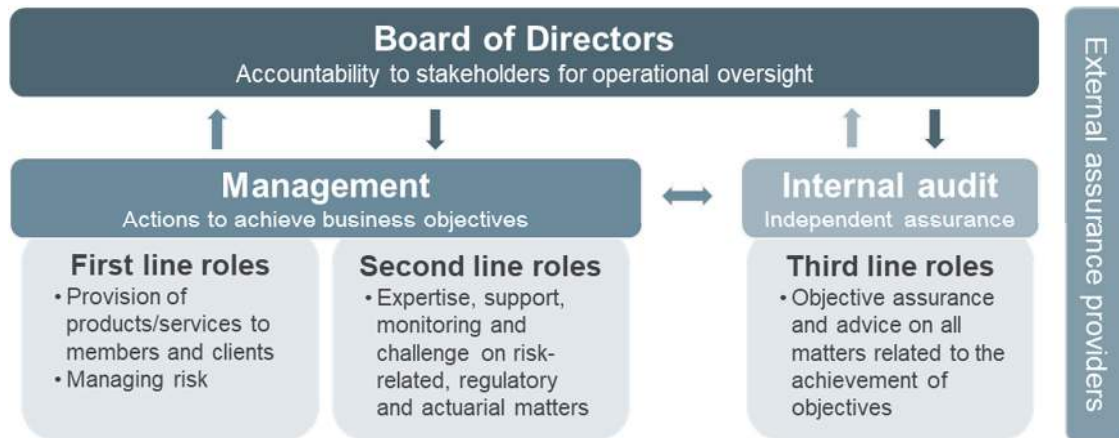 Board of Directors
Accountability to stakeholders for operational oversight
Management
Actions to achieve business objectives
Internal audit
Independent assurance
First line roles
• Provision of
products/services to
members and clients
• Managing risk
Second line roles
• Expertise, support,
monitoring and
challenge on risk-
related, regulatory
and actuarial matters
Third line roles
• Objective assurance
and advice on all
matters related to the
achievement of
objectives
External assurance providers